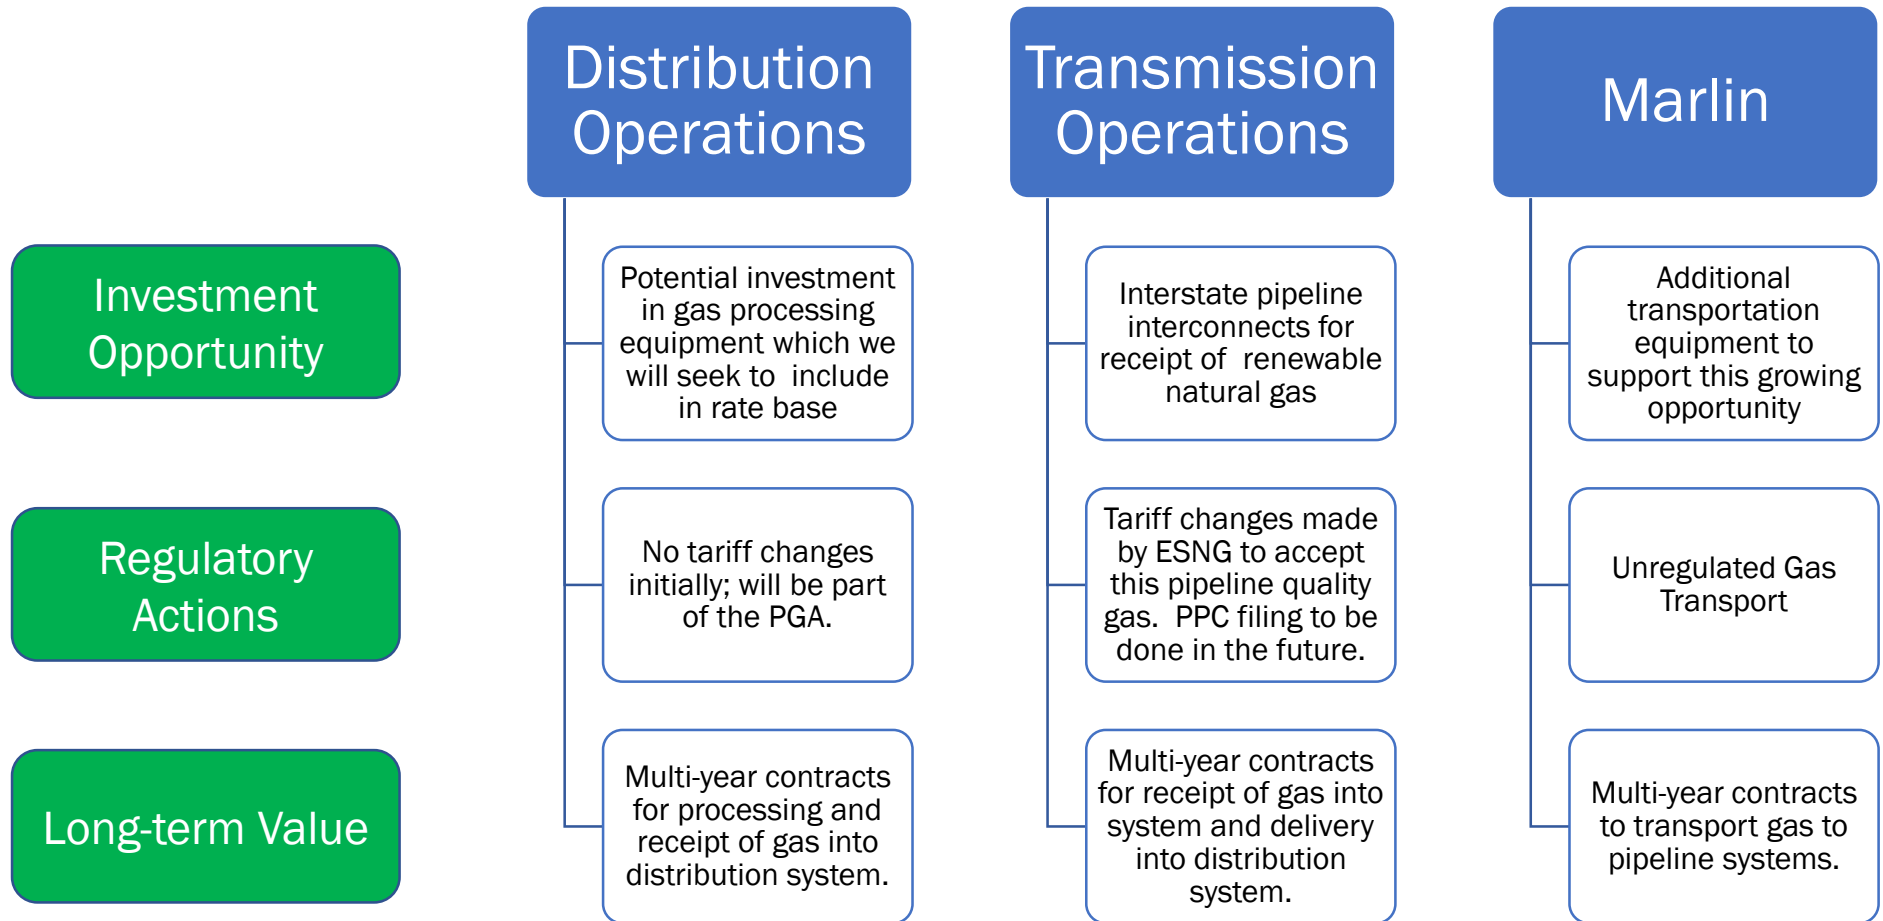 Distribution
Operations
Transmission
Operations
Marlin
Investment
Opportunity
Potential investment
in gas processing
equipment which we
will seek to  include
in rate base
Interstate pipeline
interconnects for
receipt of  renewable
natural gas
Additional
transportation
equipment to
support this growing
opportunity
Regulatory
Actions
No tariff changes
initially; will be part
of the PGA.
Tariff changes made
by ESNG to accept
this pipeline quality
gas.  PPC filing to be
done in the future.
Unregulated Gas
Transport
Long-term Value
Multi-year contracts
for processing and
receipt of gas into
distribution system.
Multi-year contracts
for receipt of gas into
system and delivery
into distribution
system.
Multi-year contracts
to transport gas to
pipeline systems.